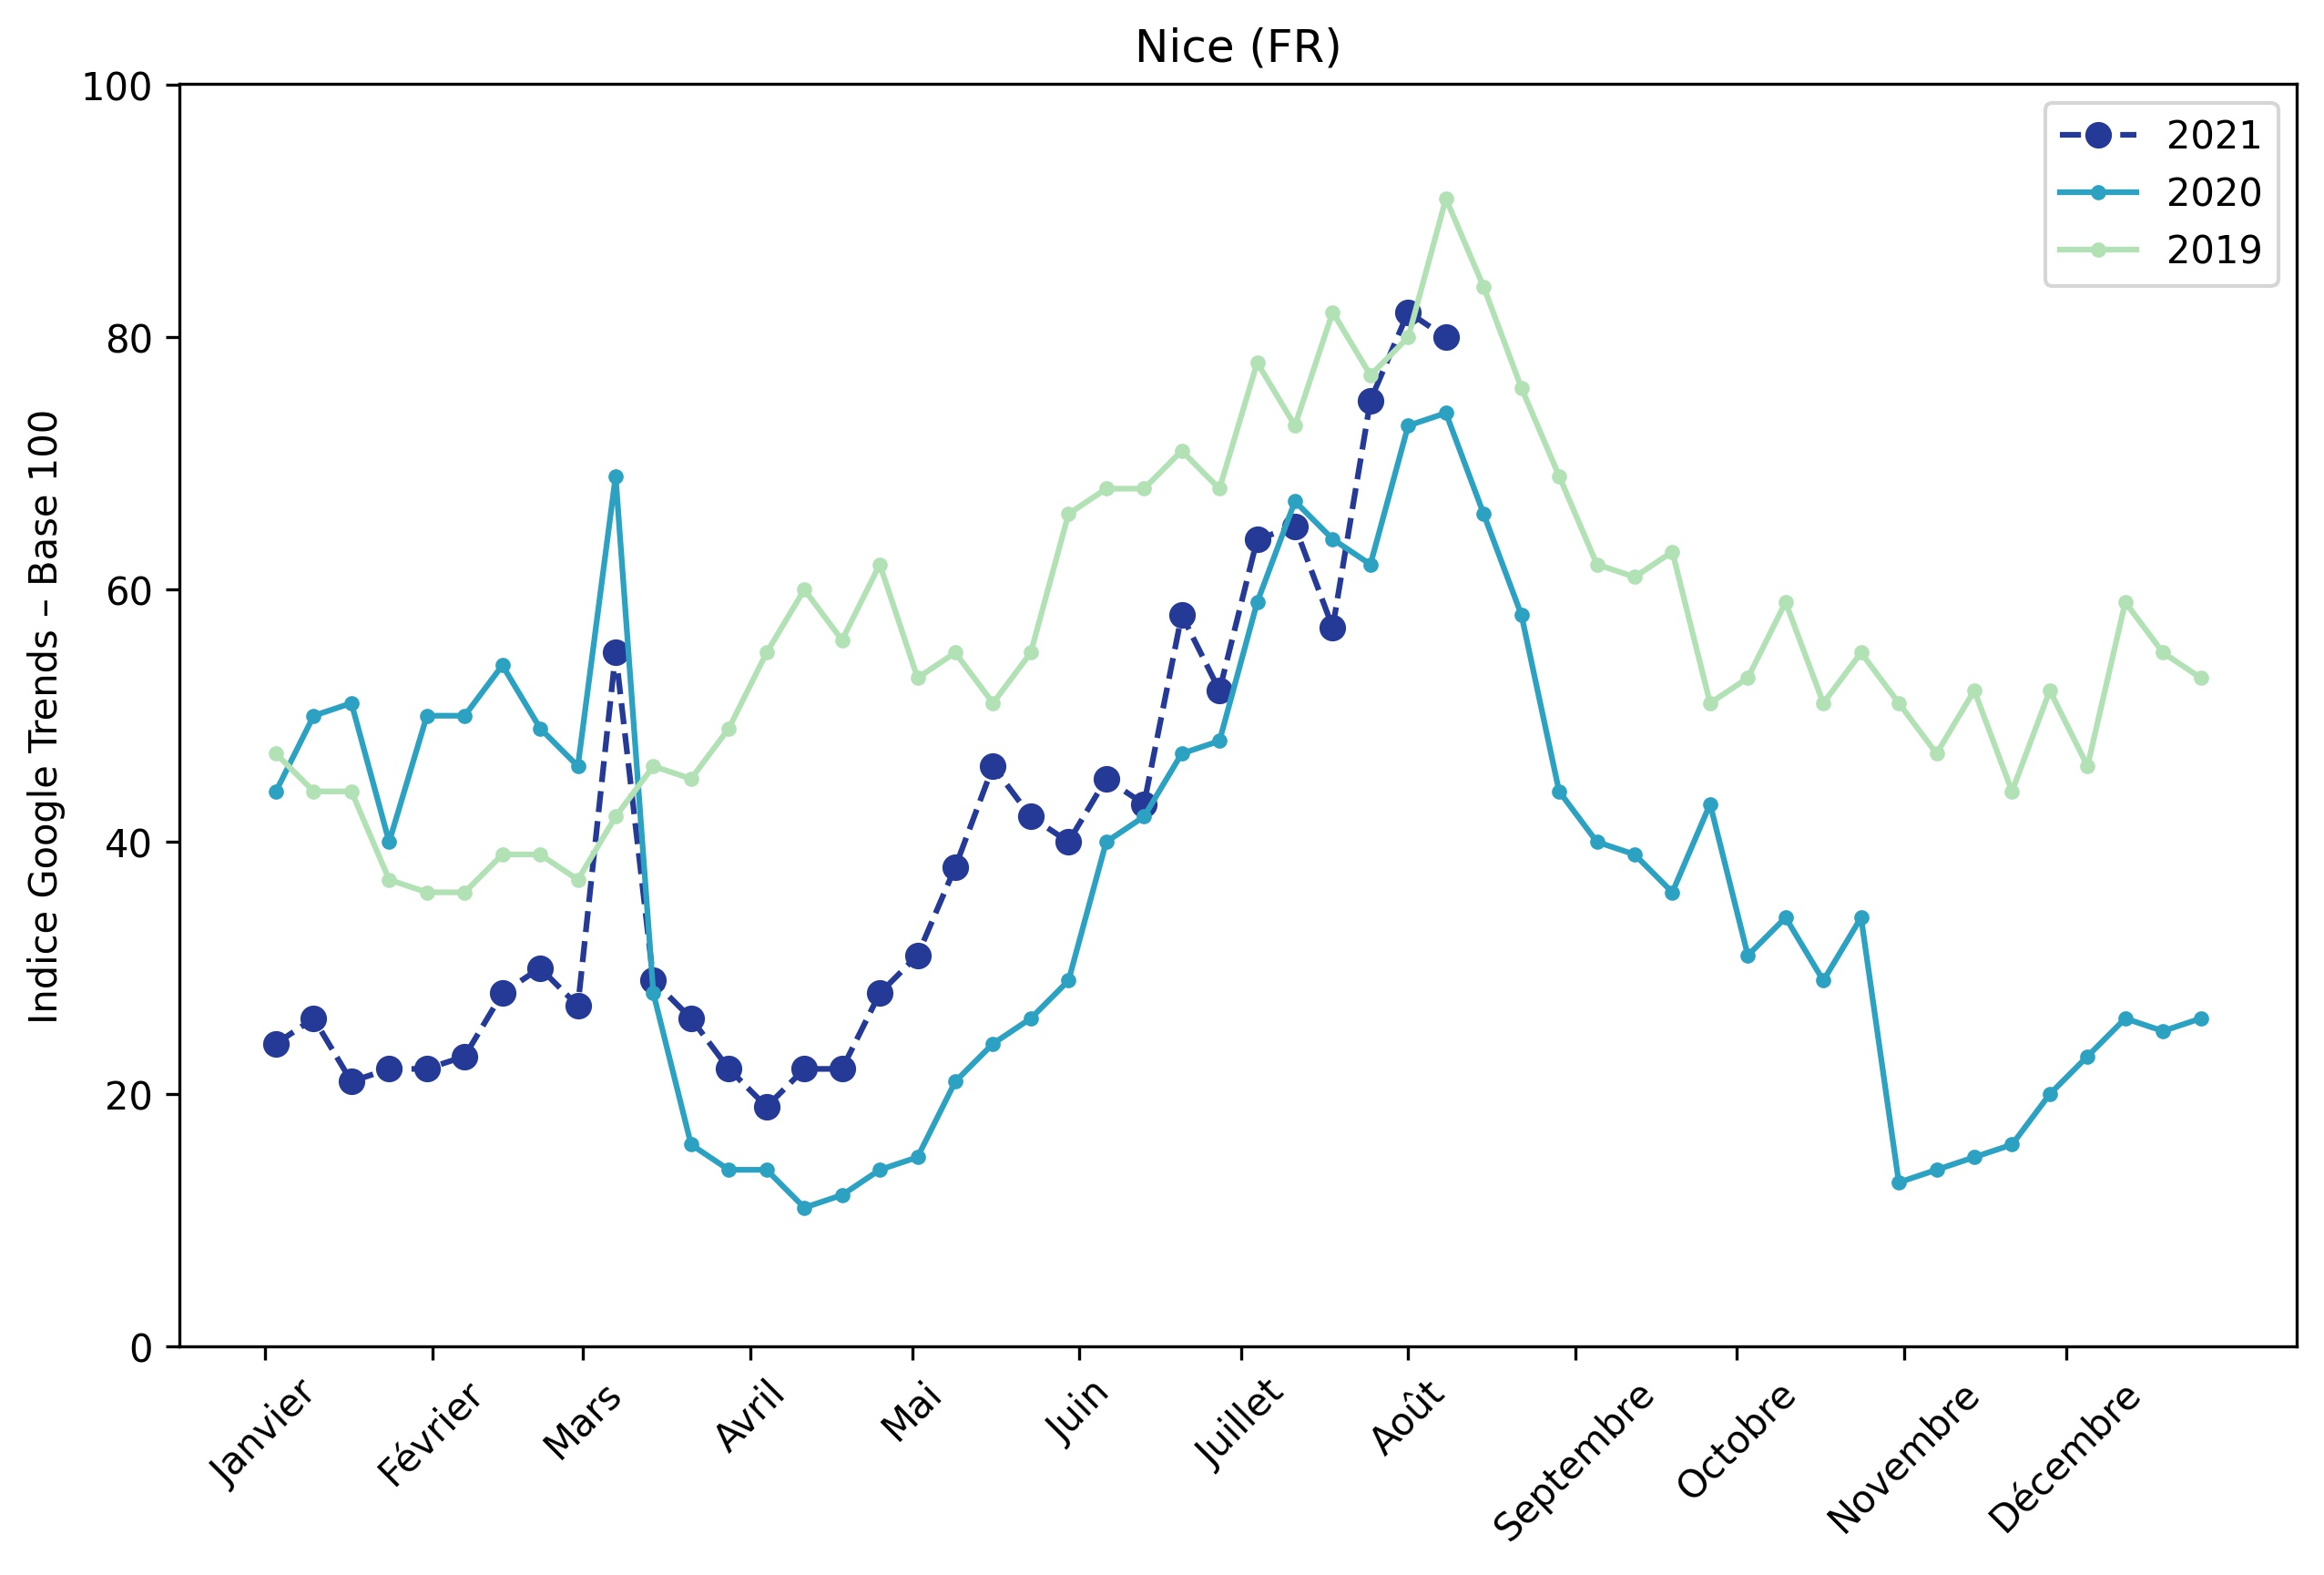 Nice (FR)
Indice Google Trends – Base 100
100
80
60
40
20
0
2021
2020
2019
Janvier
Février
Mars
Avril
Mai
Juin
Juillet
Août
Septembre
Octobre
Novembre
Décembre